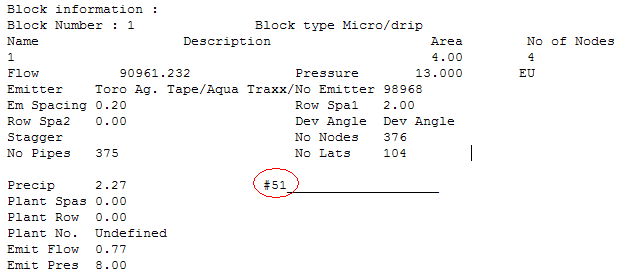 Block information :
Block Number : 1 Block type Micro/drip
Name Description Area No of Nodes
1 4.00 4
Flow 90961.232 Pressure 13.000 EU
Emitter Toro Ag. Tape/Aqua Traxx/No Emitter 98968
Em Spacing 0.20 Row Spa1 2.00
Row Spa2 0.00 Dev Angle Dev Angle
Stagger No Nodes 376
No Pipes 375 No Lats 104
Precip 2.27 #51_____________________
Plant Spas 0.00
Plant Row 0.00
Plant No. Undefined
Emit Flow 0.77
Emit Pres 8.00